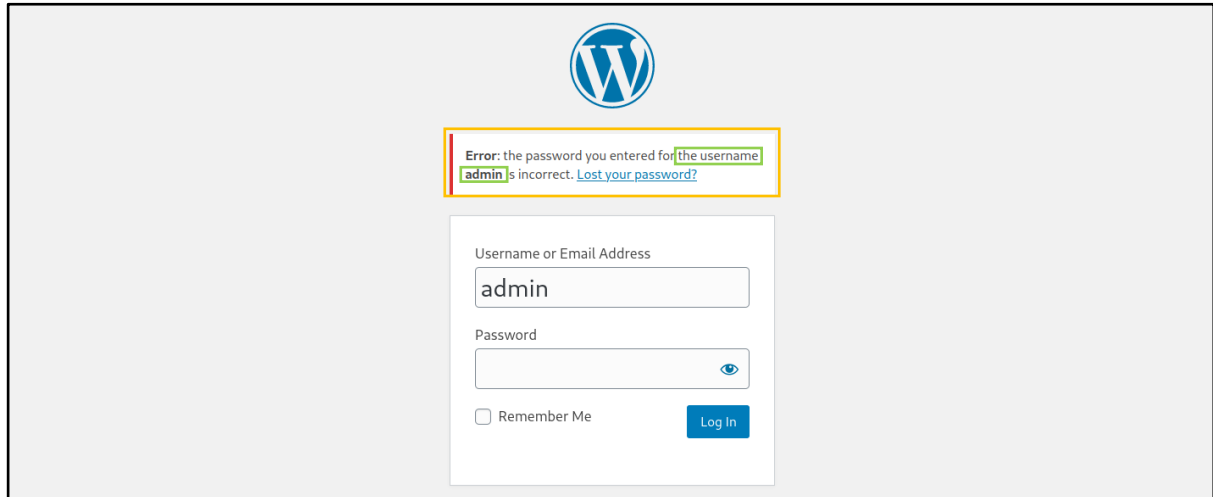 Error: the password you entered for the username
admin is incorrect. Lost your password?
Username or Email Address
admin
Password
Remember Me
Log In